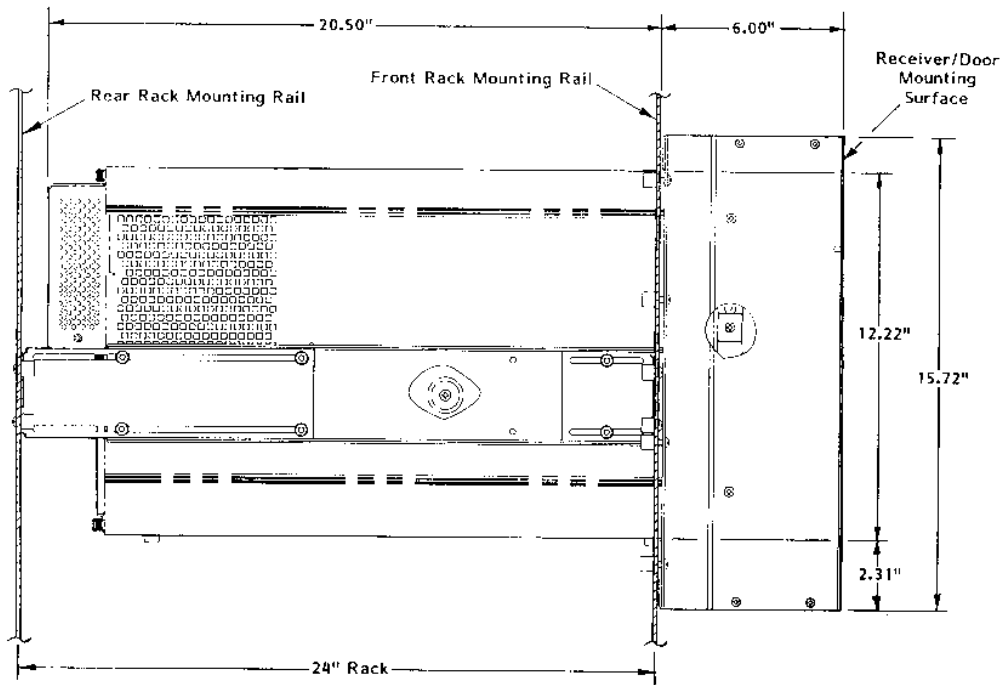 20.50"
6.00"
Receiver/Door
Mounting
Surface
Front Rack Mounting Rail
Rear Rack Mounting Rail
12.22"
15.72"
2.31"
24" Rack